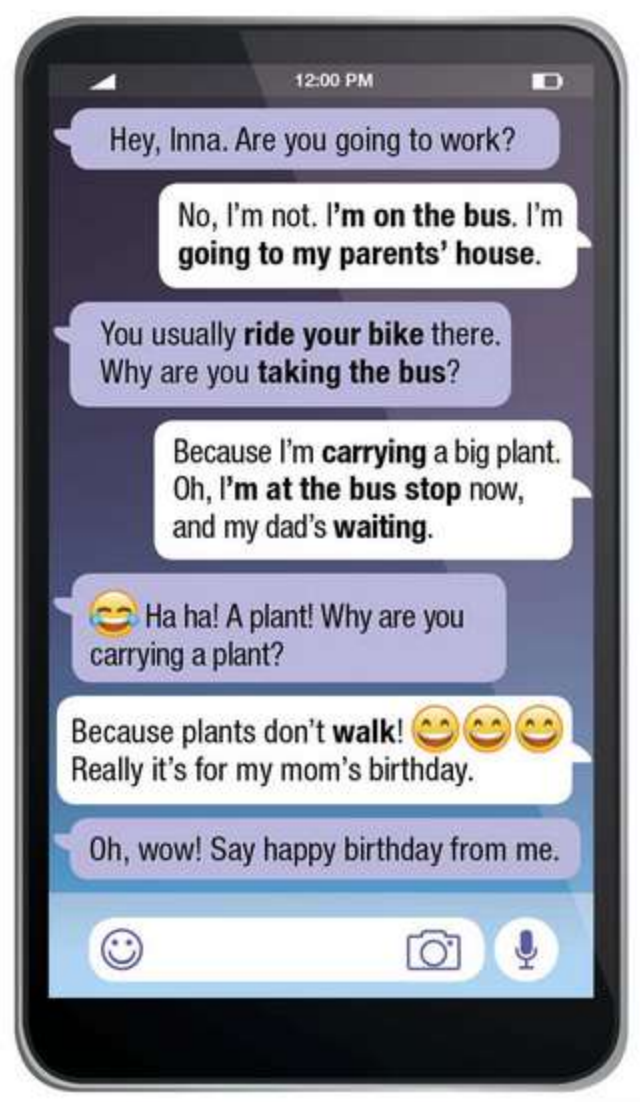 12:00 PM
Hey, Inna. Are you going to work?
No, I'm not. I'm on the bus. I'm
going to my parents' house.
You usually ride your bike there.
Why are you taking the bus?
Because I'm carrying a big plant.
Oh, I'm at the bus stop now,
and my dad's waiting.
😂 Ha ha! A plant! Why are you
carrying a plant?
Because plants don't walk! 😄😄😄
Really it's for my mom's birthday.
Oh, wow! Say happy birthday from me.